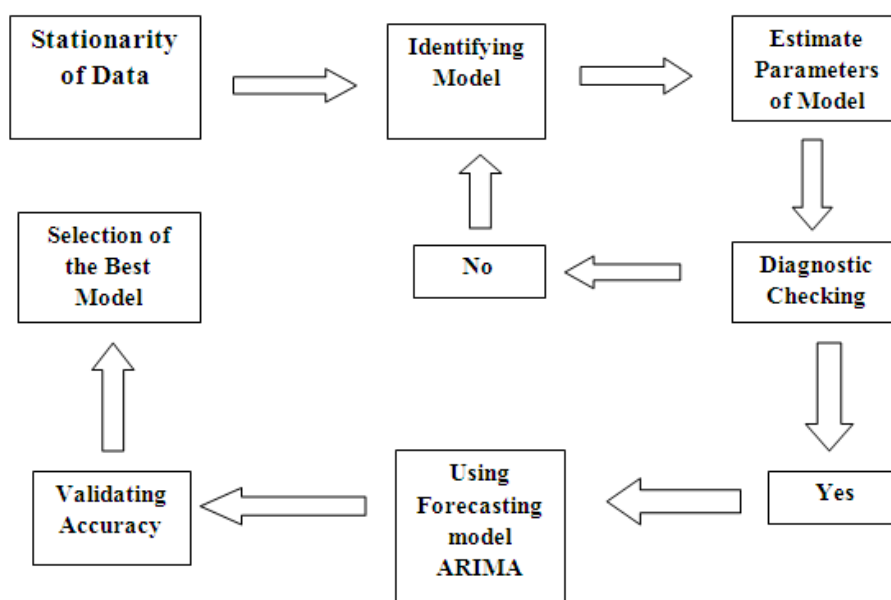 Stationarity
of Data
Identifying
Model
Estimate
Parameters
of Model
Selection of
the Best
Model
No
Diagnostic
Checking
Validating
Accuracy
Using
Forecasting
model
ARIMA
Yes